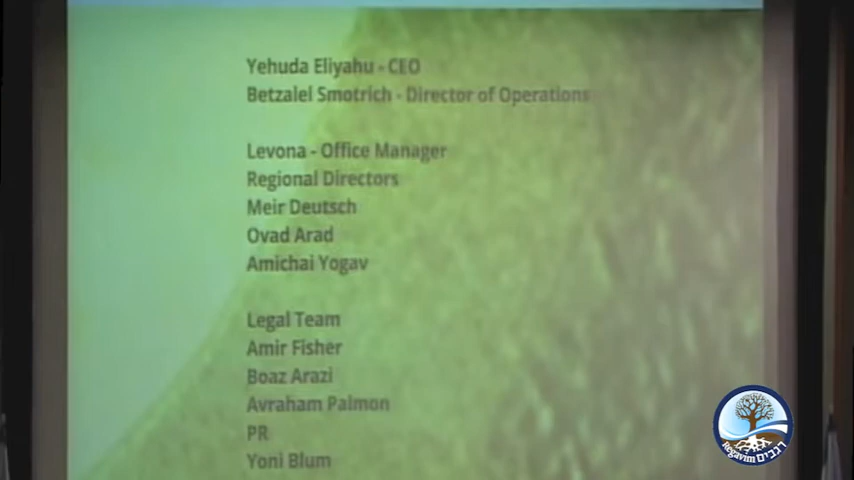 Yehuda Eliyahu - CEO
Betzalel Smotrich - Director of Operations
Levona - Office Manager
Regional Directors
Meir Deutsch
Ovad Arad
Amichai Yogav
Legal Team
Amir Fisher
Boaz Arazi
Avraham Palmon
PR
Yoni Blum
Regavim רגבים